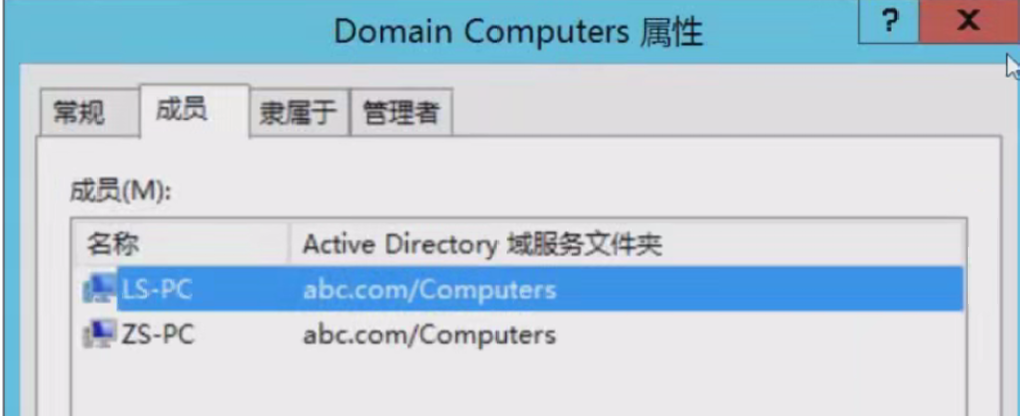 Domain Computers 属性
?
X
常规 成员 隶属于 管理者
成员(M):
名称 Active Directory 域服务文件夹
LS-PC abc.com/Computers
ZS-PC abc.com/Computers